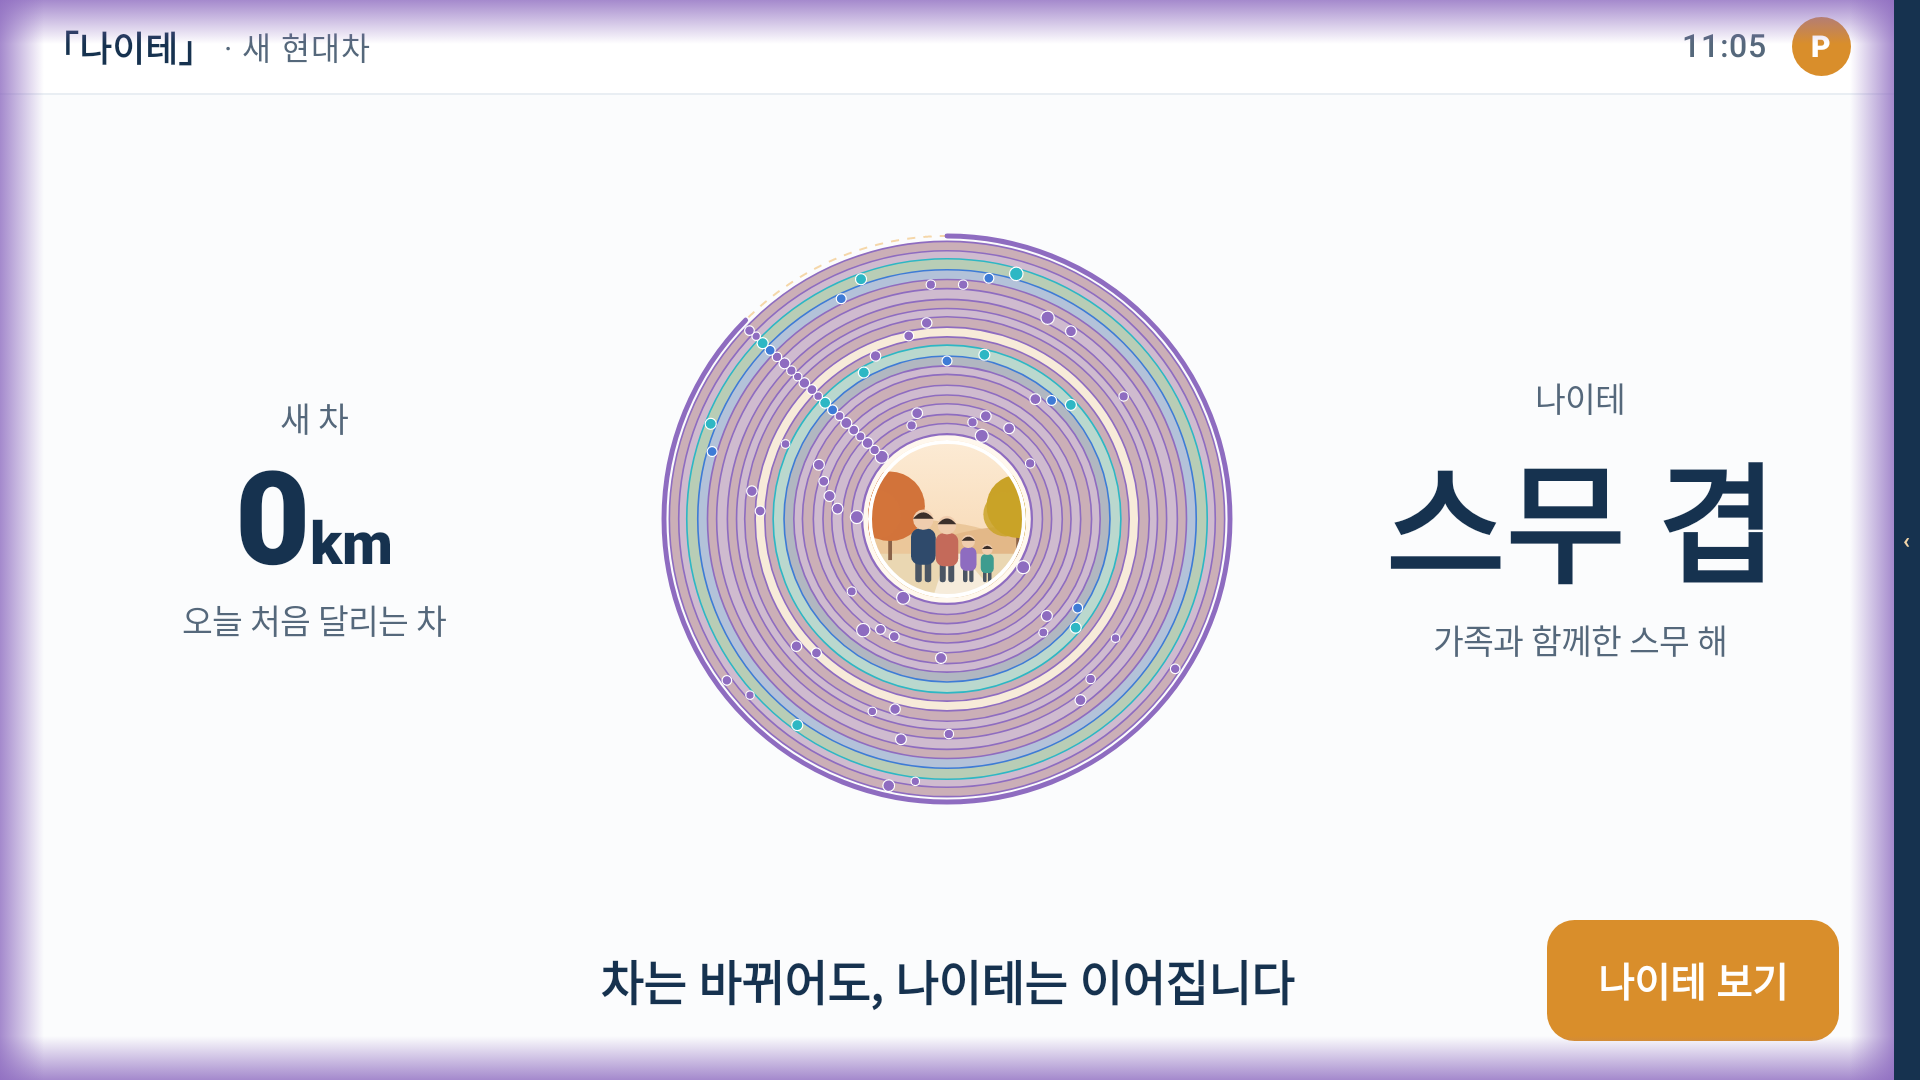 「나이테」 · 새 현대차
11:05 P
새 차
0km
오늘 처음 달리는 차
나이테
스무 겹
가족과 함께한 스무 해
차는 바뀌어도, 나이테는 이어집니다
나이테 보기
‹